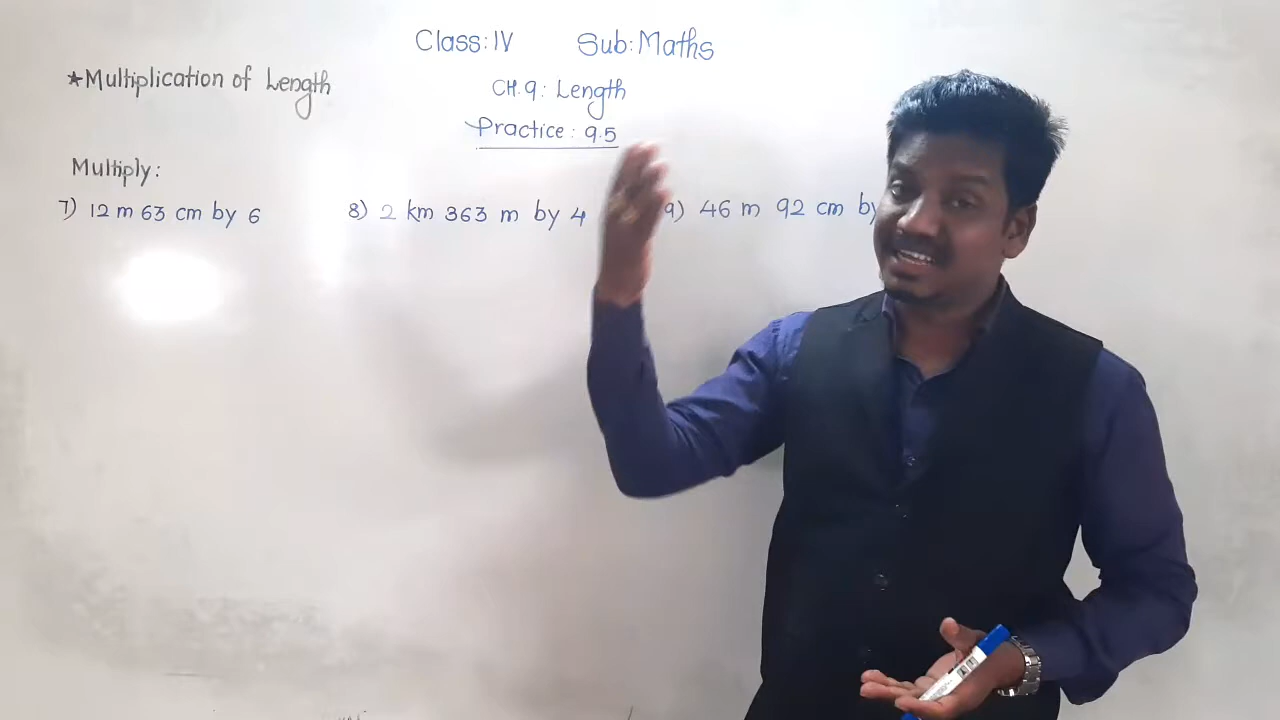 Class: IV Sub: Maths
*Multiplication of Length
CH.9: Length
Practice: 9.5
Multiply:
7) 12 m 63 cm by 6
8) 2 km 363 m by 4
9) 46 m 92 cm by